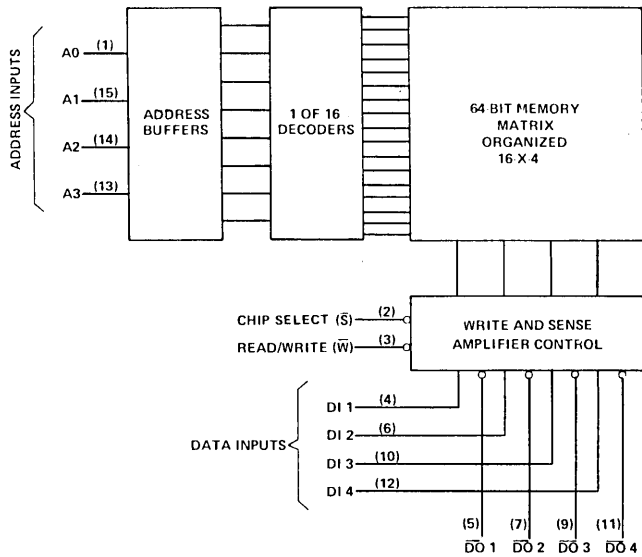 ADDRESS INPUTS
A0 (1)
A1 (15)
A2 (14)
A3 (13)
ADDRESS
BUFFERS
1 OF 16
DECODERS
64-BIT MEMORY
MATRIX
ORGANIZED
16-X-4
CHIP SELECT (S̅) (2)
READ/WRITE (W̅) (3)
WRITE AND SENSE
AMPLIFIER CONTROL
DATA INPUTS
DI 1 (4)
DI 2 (6)
DI 3 (10)
DI 4 (12)
(5) (7) (9) (11)
D̅O̅ 1 D̅O̅ 2 D̅O̅ 3 D̅O̅ 4